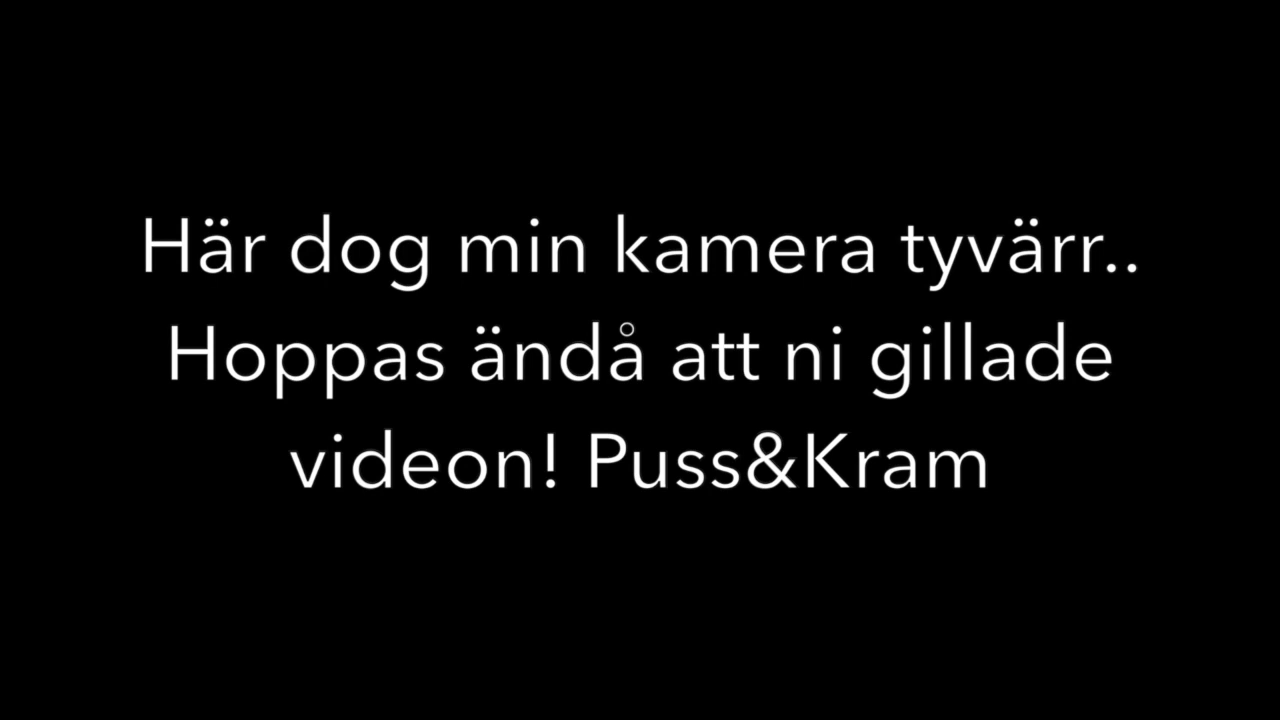 Här dog min kamera tyvärr..
Hoppas ändå att ni gillade
videon! Puss&Kram